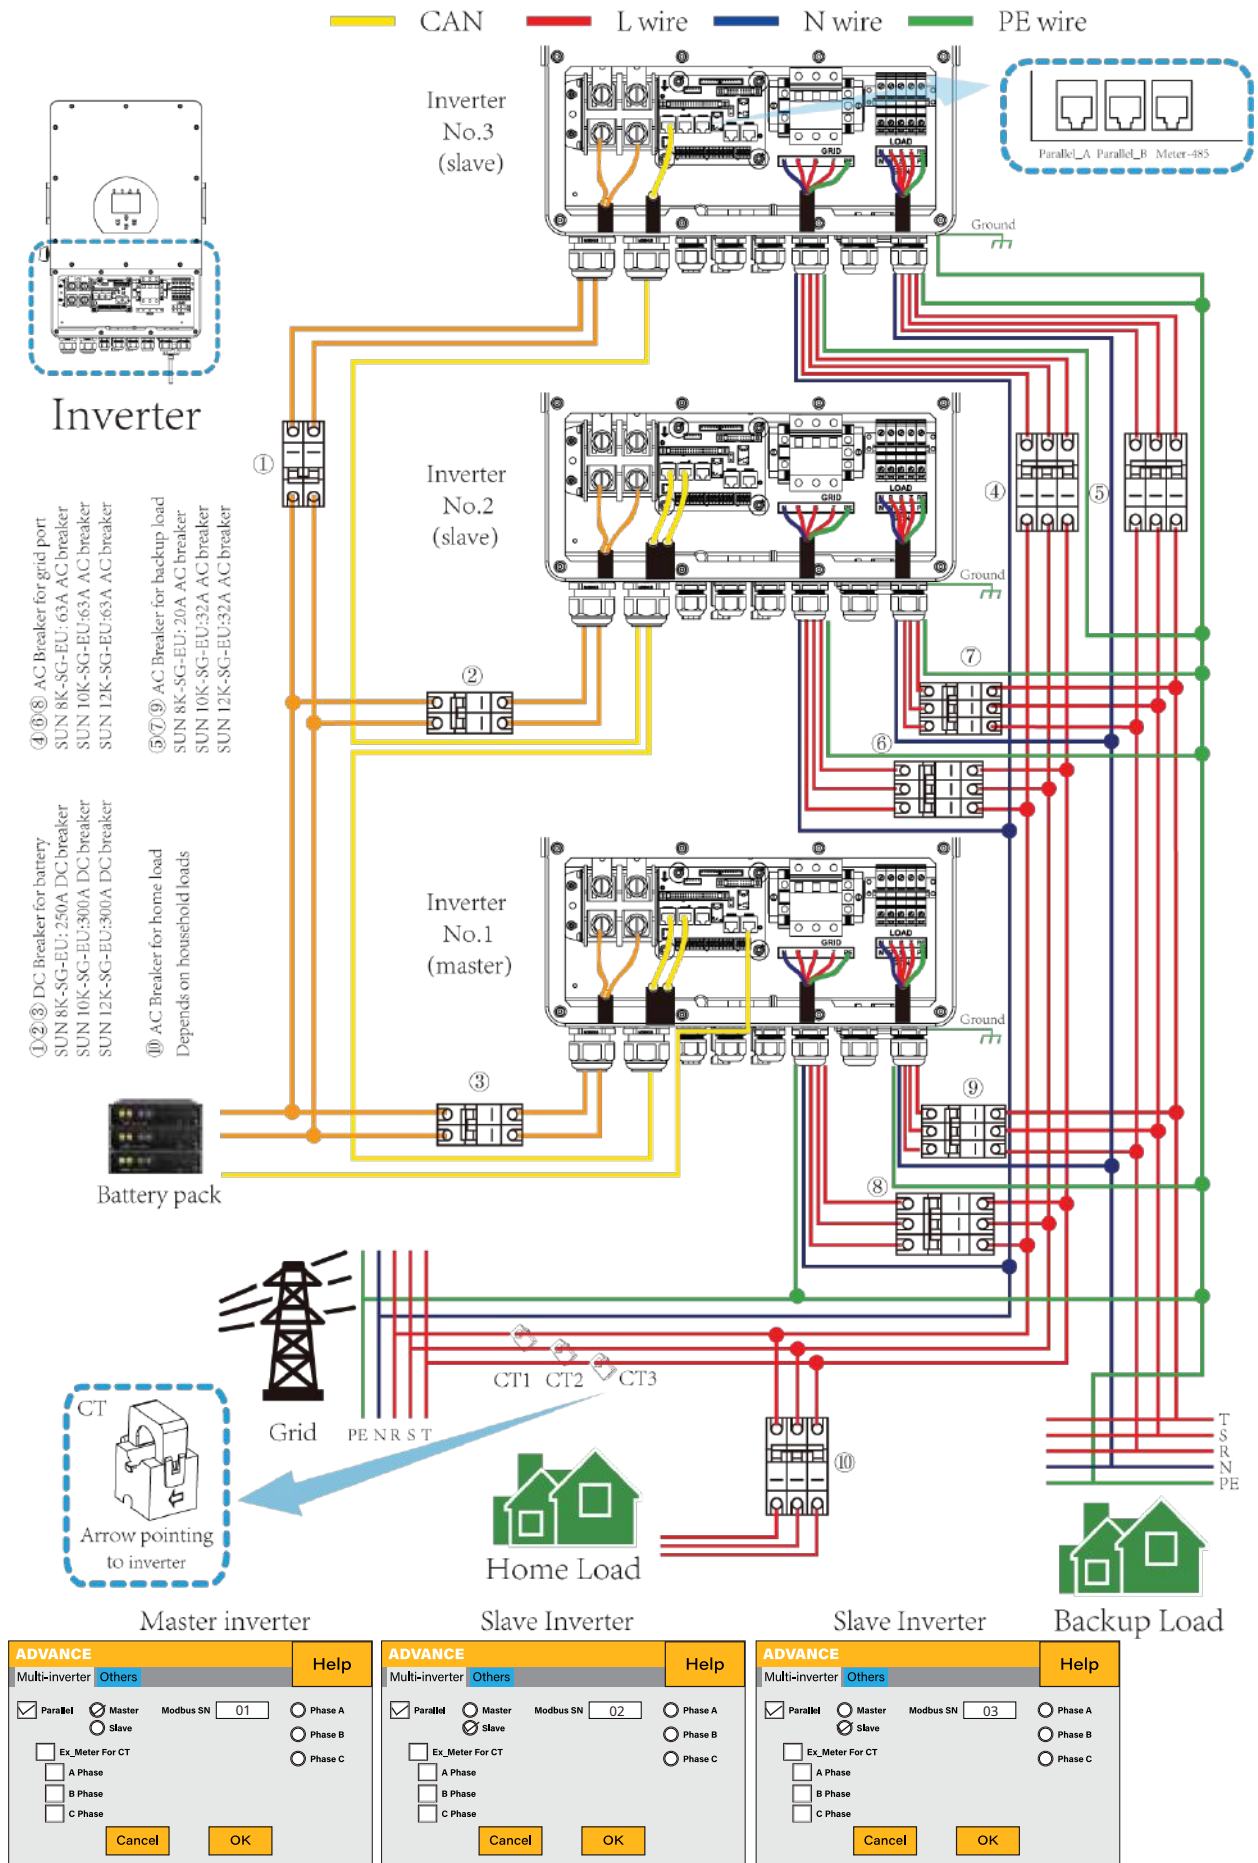 CAN
L wire
N wire
PE wire
Inverter
No.3
(slave)
GRID
LOAD
Ground
Parallel_A Parallel_B Meter-485
Inverter
①
Inverter
No.2
(slave)
GRID
LOAD
Ground
④
⑤
②
⑦
⑥
④⑥⑧ AC Breaker for grid port
SUN 8K-SG-EU: 63A AC breaker
SUN 10K-SG-EU:63A AC breaker
SUN 12K-SG-EU:63A AC breaker
⑤⑦⑨ AC Breaker for backup load
SUN 8K-SG-EU: 20A AC breaker
SUN 10K-SG-EU:32A AC breaker
SUN 12K-SG-EU:32A AC breaker
①②③ DC Breaker for battery
SUN 8K-SG-EU: 250A DC breaker
SUN 10K-SG-EU:300A DC breaker
SUN 12K-SG-EU:300A DC breaker
⑩ AC Breaker for home load
Depends on household loads
Inverter
No.1
(master)
GRID
LOAD
Ground
③
⑨
⑧
Battery pack
CT1 CT2 CT3
Grid
PE N R S T
CT
Arrow pointing
to inverter
⑩
Home Load
T
S
R
N
PE
Backup Load
Master inverter
ADVANCE
Help
Multi-inverter Others
Parallel Master Modbus SN 01 Phase A
Slave
Phase B
Ex_Meter For CT Phase C
A Phase
B Phase
C Phase
Cancel OK
Slave Inverter
ADVANCE
Help
Multi-inverter Others
Parallel Master Modbus SN 02 Phase A
Slave
Phase B
Ex_Meter For CT Phase C
A Phase
B Phase
C Phase
Cancel OK
Slave Inverter
ADVANCE
Help
Multi-inverter Others
Parallel Master Modbus SN 03 Phase A
Slave
Phase B
Ex_Meter For CT Phase C
A Phase
B Phase
C Phase
Cancel OK